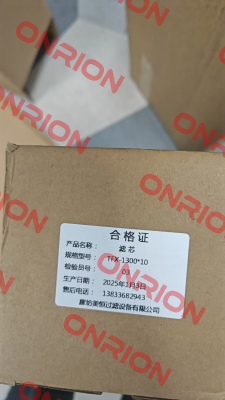 ONRION
ONRION
合格证
产品名称： 滤芯
规格型号： TFX-1300*10
检验员号： 03
生产日期： 2025年1月3日
售后电话： 13833682943
廊坊美恒过滤设备有限公司
ONRION
ONRION